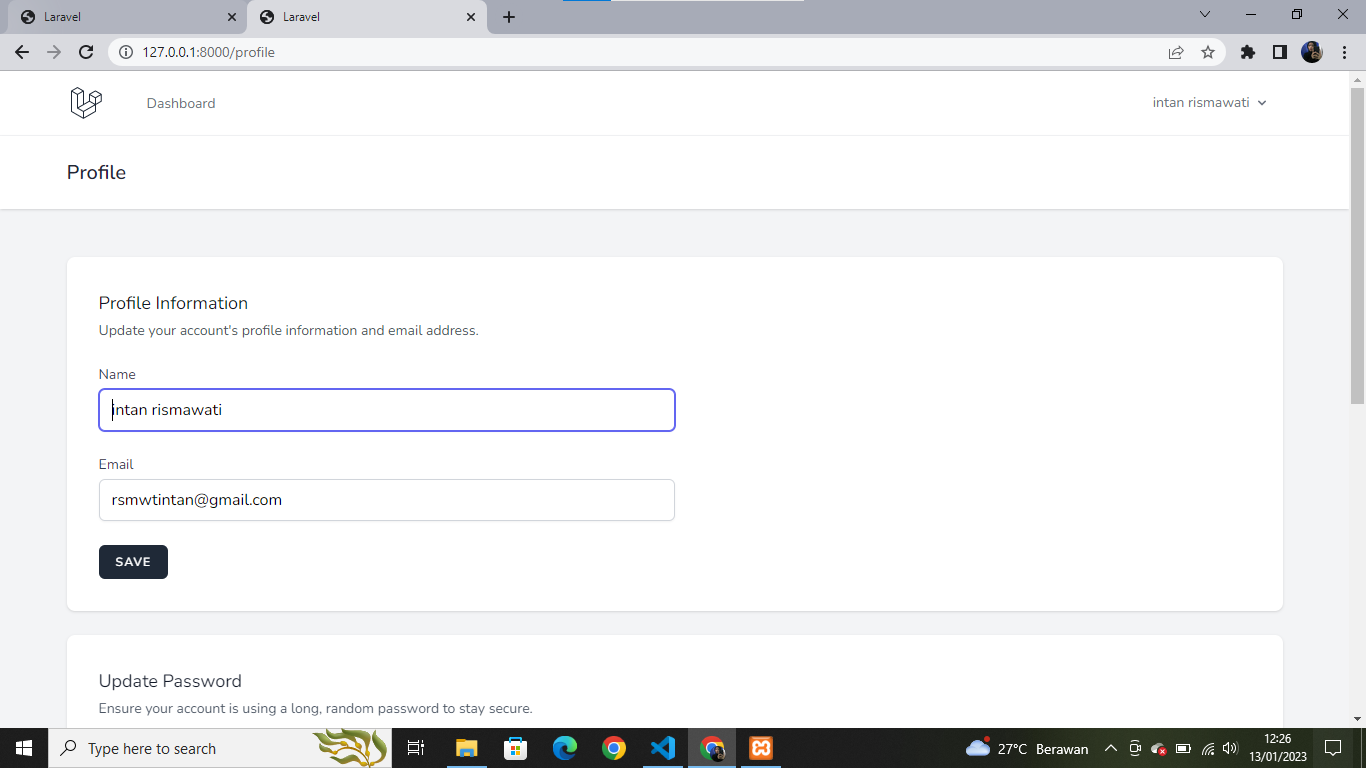 Laravel
Laravel
127.0.0.1:8000/profile
Dashboard
intan rismawati
Profile
Profile Information
Update your account's profile information and email address.
Name
intan rismawati
Email
rsmwtintan@gmail.com
SAVE
Update Password
Ensure your account is using a long, random password to stay secure.
Type here to search
27°C Berawan
12:26
13/01/2023